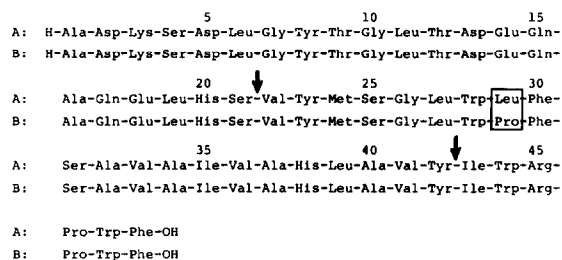 5 10 15
A: H-Ala-Asp-Lys-Ser-Asp-Leu-Gly-Tyr-Thr-Gly-Leu-Thr-Asp-Glu-Gln-
B: H-Ala-Asp-Lys-Ser-Asp-Leu-Gly-Tyr-Thr-Gly-Leu-Thr-Asp-Glu-Gln-
20 25 30
A: Ala-Gln-Glu-Leu-His-Ser-Val-Tyr-Met-Ser-Gly-Leu-Trp-Leu-Phe-
B: Ala-Gln-Glu-Leu-His-Ser-Val-Tyr-Met-Ser-Gly-Leu-Trp-Pro-Phe-
35 40 45
A: Ser-Ala-Val-Ala-Ile-Val-Ala-His-Leu-Ala-Val-Tyr-Ile-Trp-Arg-
B: Ser-Ala-Val-Ala-Ile-Val-Ala-His-Leu-Ala-Val-Tyr-Ile-Trp-Arg-
A: Pro-Trp-Phe-OH
B: Pro-Trp-Phe-OH